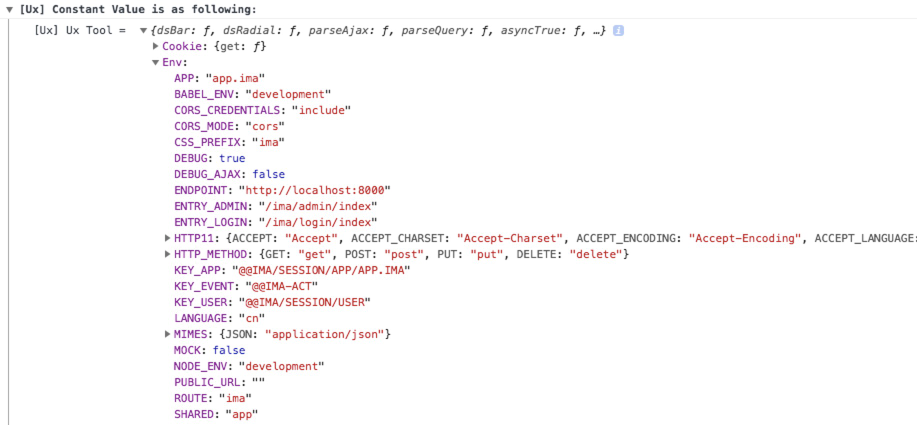 [Ux] Constant Value is as following:
[Ux] Ux Tool = {dsBar: ƒ, dsRadial: ƒ, parseAjax: ƒ, parseQuery: ƒ, asyncTrue: ƒ, …} i
Cookie: {get: ƒ}
Env:
APP: "app.ima"
BABEL_ENV: "development"
CORS_CREDENTIALS: "include"
CORS_MODE: "cors"
CSS_PREFIX: "ima"
DEBUG: true
DEBUG_AJAX: false
ENDPOINT: "http://localhost:8000"
ENTRY_ADMIN: "/ima/admin/index"
ENTRY_LOGIN: "/ima/login/index"
HTTP11: {ACCEPT: "Accept", ACCEPT_CHARSET: "Accept-Charset", ACCEPT_ENCODING: "Accept-Encoding", ACCEPT_LANGUAGE:
HTTP_METHOD: {GET: "get", POST: "post", PUT: "put", DELETE: "delete"}
KEY_APP: "@@IMA/SESSION/APP/APP.IMA"
KEY_EVENT: "@@IMA-ACT"
KEY_USER: "@@IMA/SESSION/USER"
LANGUAGE: "cn"
MIMES: {JSON: "application/json"}
MOCK: false
NODE_ENV: "development"
PUBLIC_URL: ""
ROUTE: "ima"
SHARED: "app"